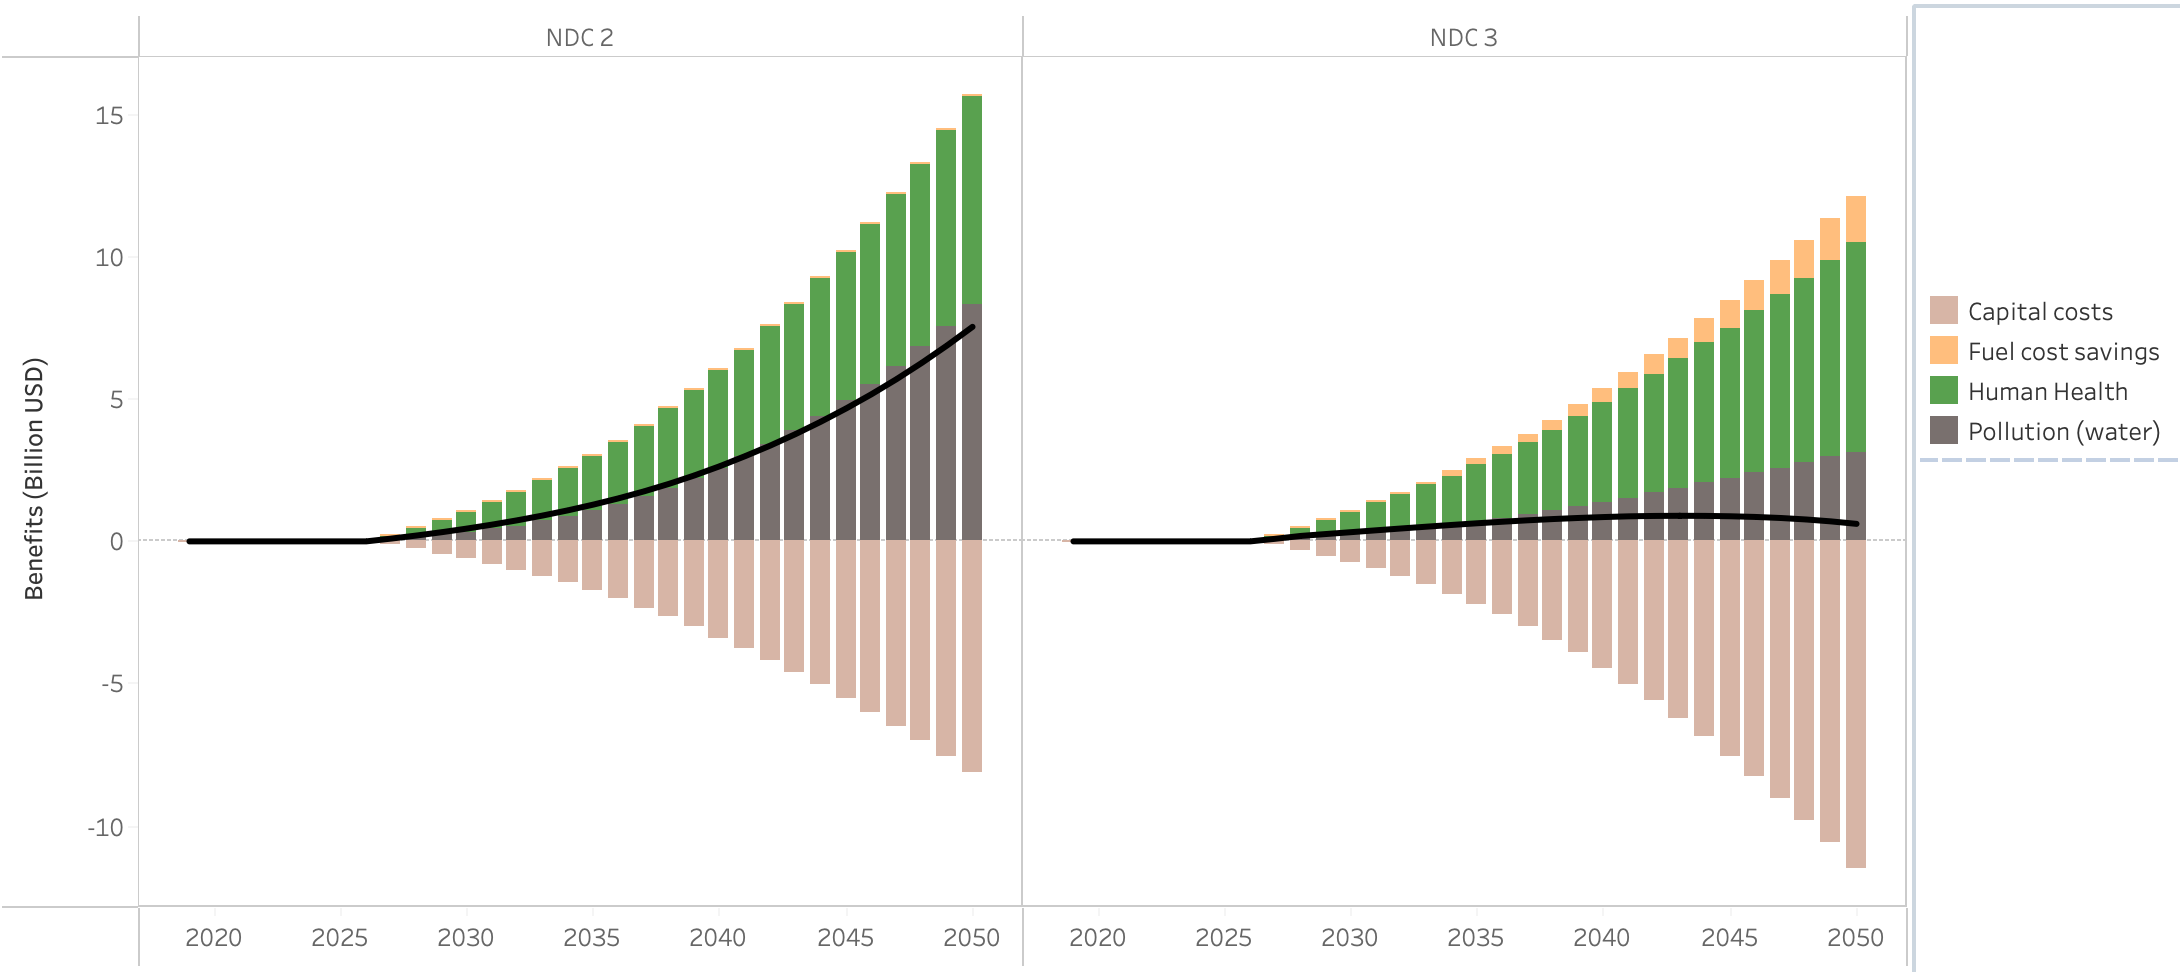 NDC 2
NDC 3
Benefits (Billion USD)
15
10
5
0
-5
-10
2020 2025 2030 2035 2040 2045 2050
2020 2025 2030 2035 2040 2045 2050
Capital costs
Fuel cost savings
Human Health
Pollution (water)